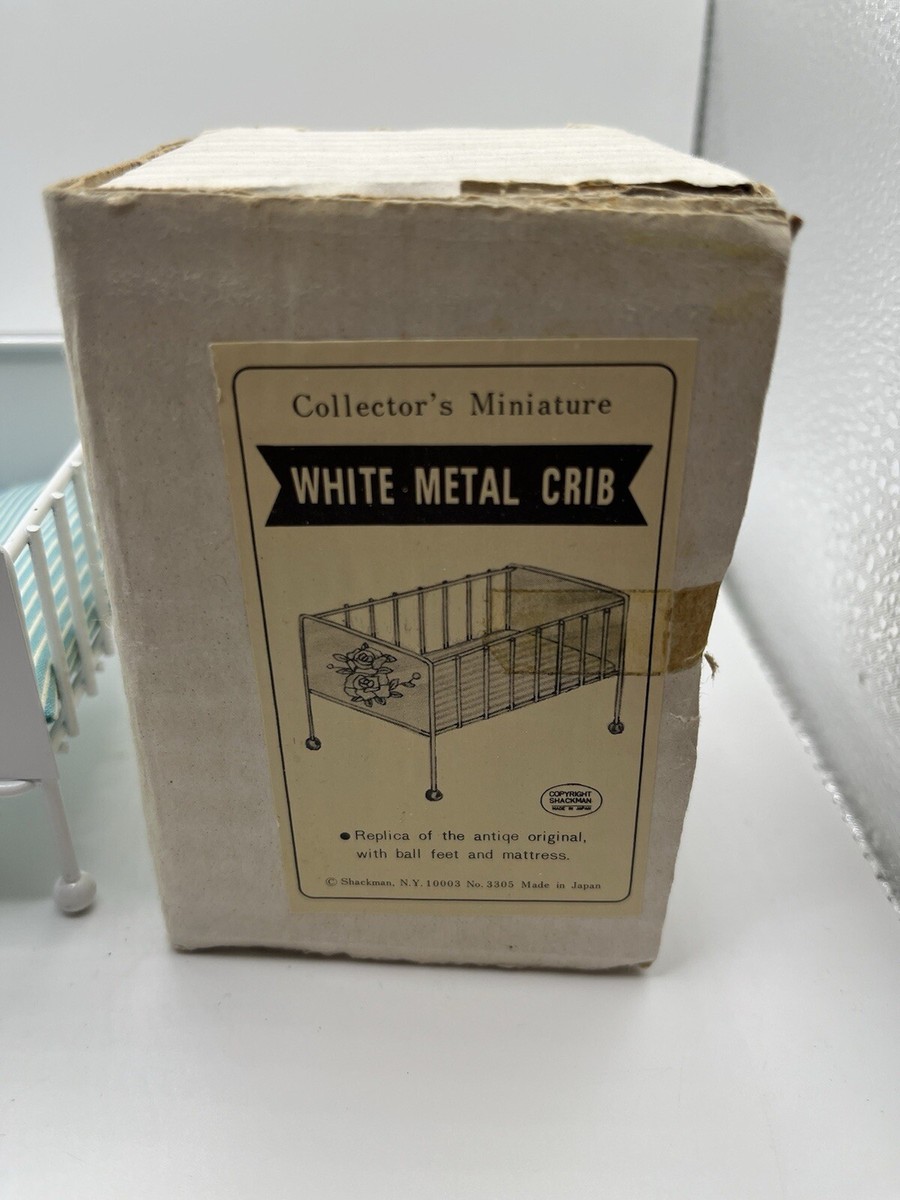 Collector's Miniature
WHITE METAL CRIB
COPYRIGHT
SHACKMAN
MADE IN JAPAN
● Replica of the antiqe original,
with ball feet and mattress.
© Shackman, N.Y. 10003 No. 3305 Made in Japan